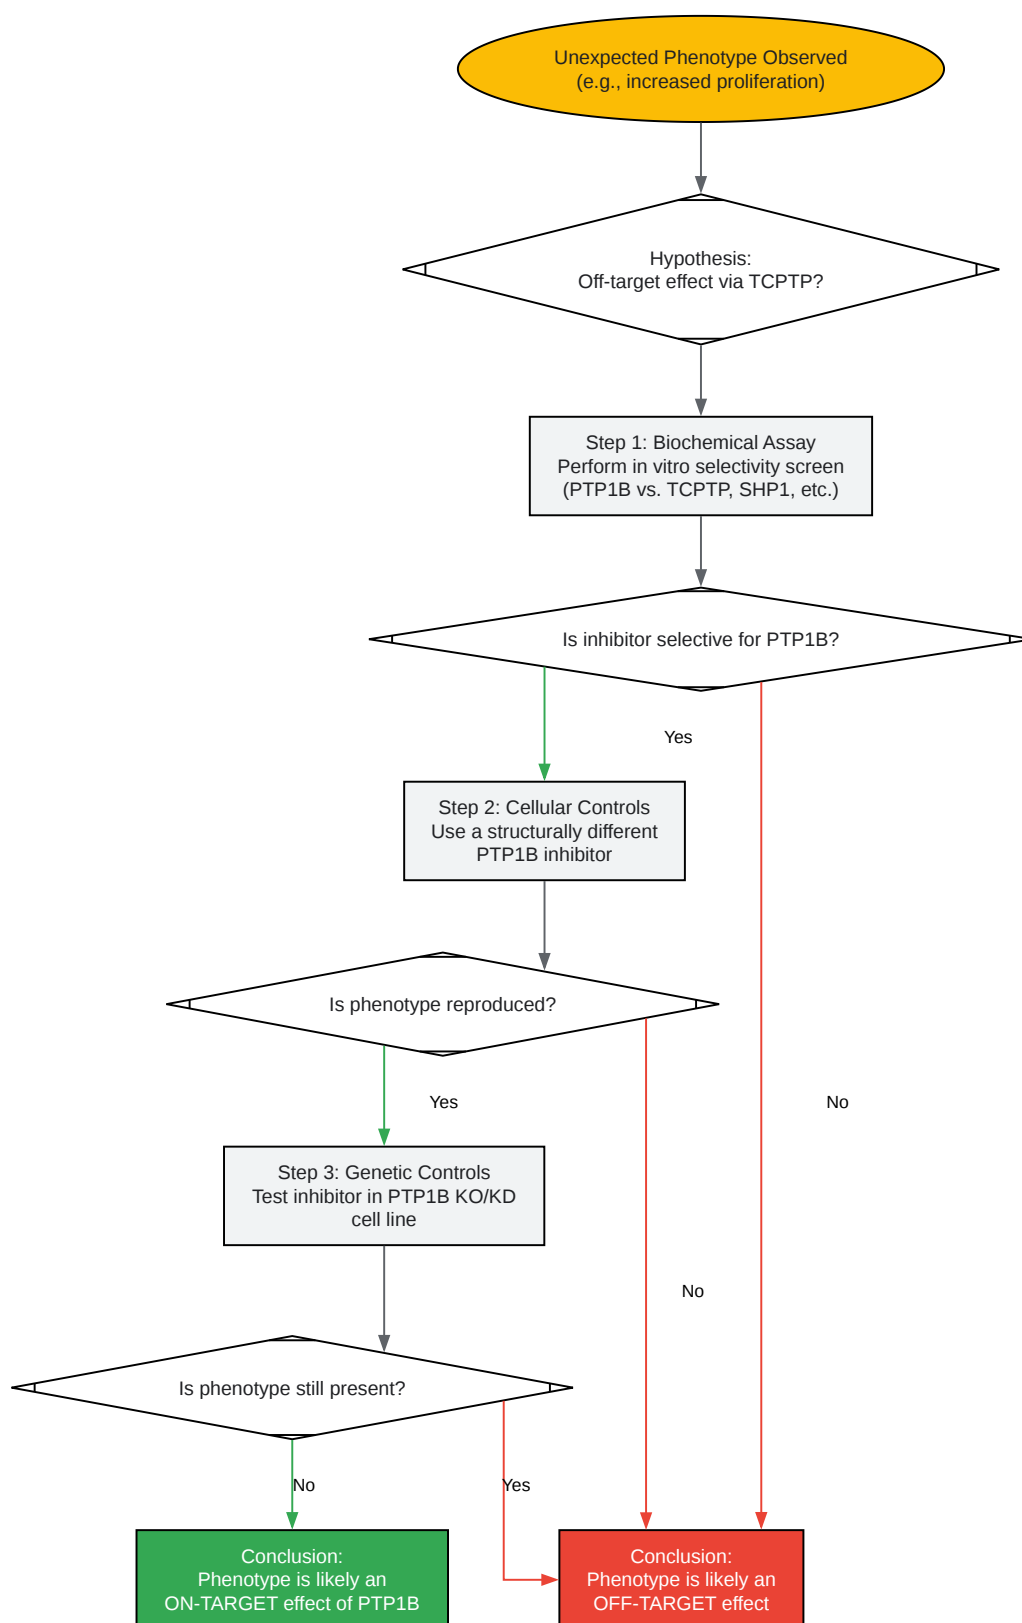 Unexpected Phenotype Observed
(e.g., increased proliferation)
Hypothesis:
Off-target effect via TCPTP?
Step 1: Biochemical Assay
Perform in vitro selectivity screen
(PTP1B vs. TCPTP, SHP1, etc.)
Is inhibitor selective for PTP1B?
Yes
Step 2: Cellular Controls
Use a structurally different
PTP1B inhibitor
Is phenotype reproduced?
Yes
No
Step 3: Genetic Controls
Test inhibitor in PTP1B KO/KD
cell line
No
Is phenotype still present?
No
Yes
Conclusion:
Phenotype is likely an
ON-TARGET effect of PTP1B
Conclusion:
Phenotype is likely an
OFF-TARGET effect